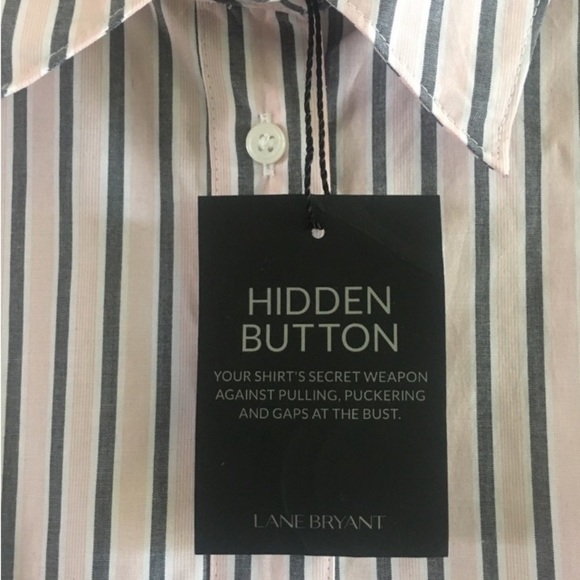 HIDDEN
BUTTON
YOUR SHIRT'S SECRET WEAPON
AGAINST PULLING, PUCKERING
AND GAPS AT THE BUST.
LANE BRYANT